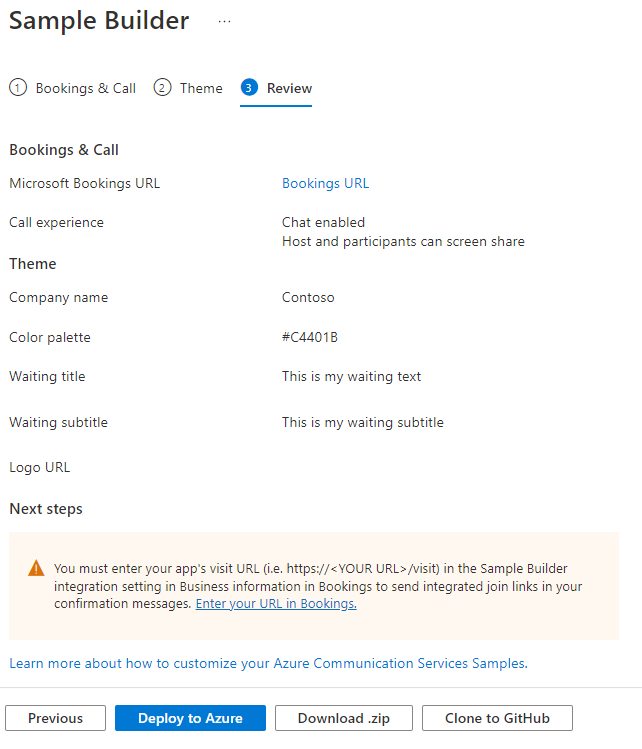 Sample Builder ...
1 Bookings & Call 2 Theme 3 Review
Bookings & Call
Microsoft Bookings URL Bookings URL
Call experience Chat enabled
Host and participants can screen share
Theme
Company name Contoso
Color palette #C4401B
Waiting title This is my waiting text
Waiting subtitle This is my waiting subtitle
Logo URL
Next steps
You must enter your app's visit URL (i.e. https://<YOUR URL>/visit) in the Sample Builder
integration setting in Business information in Bookings to send integrated join links in your
confirmation messages. Enter your URL in Bookings.
Learn more about how to customize your Azure Communication Services Samples.
Previous Deploy to Azure Download .zip Clone to GitHub